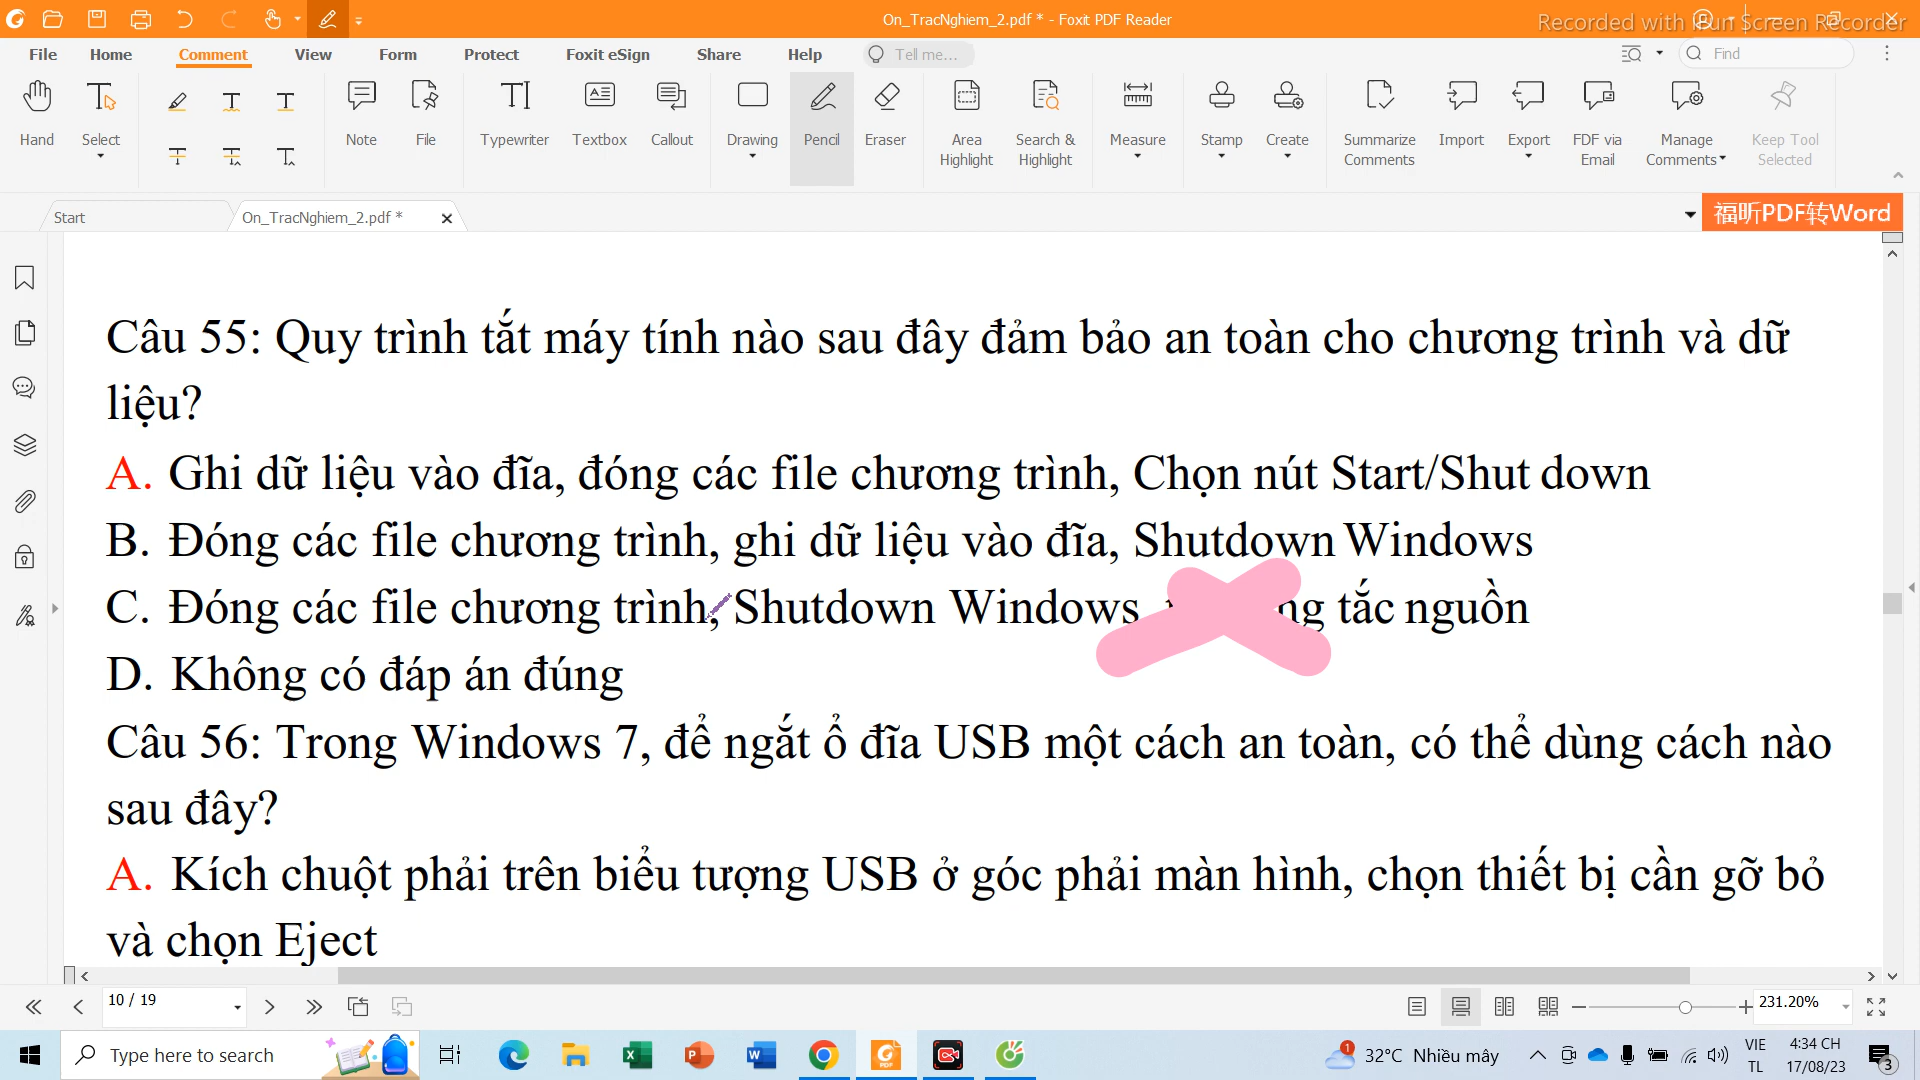 On_TracNghiem_2.pdf * - Foxit PDF Reader
Recorded with iFun Screen Recorder
File Home Comment View Form Protect Foxit eSign Share Help Tell me... Find
Hand Select Note File Typewriter Textbox Callout Drawing Pencil Eraser Area Highlight Search & Highlight Measure Stamp Create Summarize Comments Import Export FDF via Email Manage Comments Keep Tool Selected
Start On_TracNghiem_2.pdf * 福昕PDF转Word
Câu 55: Quy trình tắt máy tính nào sau đây đảm bảo an toàn cho chương trình và dữ
liệu?
A. Ghi dữ liệu vào đĩa, đóng các file chương trình, Chọn nút Start/Shut down
B. Đóng các file chương trình, ghi dữ liệu vào đĩa, Shutdown Windows
C. Đóng các file chương trình, Shutdown Windows, tắc nguồn
D. Không có đáp án đúng
Câu 56: Trong Windows 7, để ngắt ổ đĩa USB một cách an toàn, có thể dùng cách nào
sau đây?
A. Kích chuột phải trên biểu tượng USB ở góc phải màn hình, chọn thiết bị cần gỡ bỏ
và chọn Eject
10 / 19 231.20%
Type here to search 1 32°C Nhiều mây VIE 4:34 CH
TL 17/08/23 3